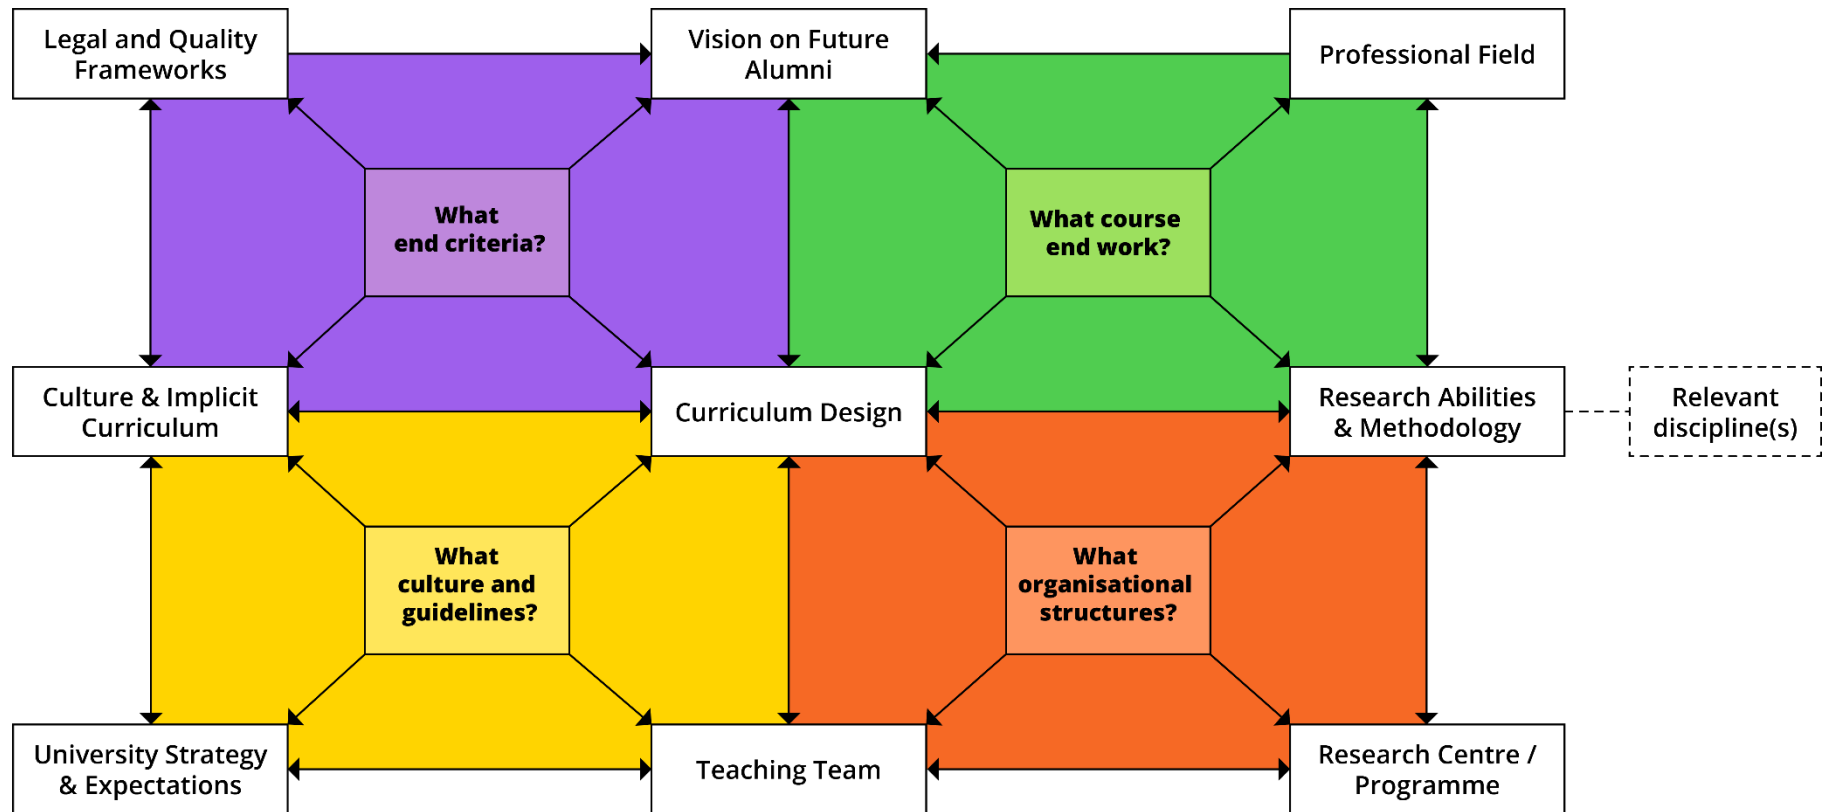 Legal and Quality
Frameworks
Vision on Future
Alumni
Professional Field
What
end criteria?
What course
end work?
Culture & Implicit
Curriculum
Curriculum Design
Research Abilities
& Methodology
Relevant
discipline(s)
What
culture and
guidelines?
What
organisational
structures?
University Strategy
& Expectations
Teaching Team
Research Centre /
Programme